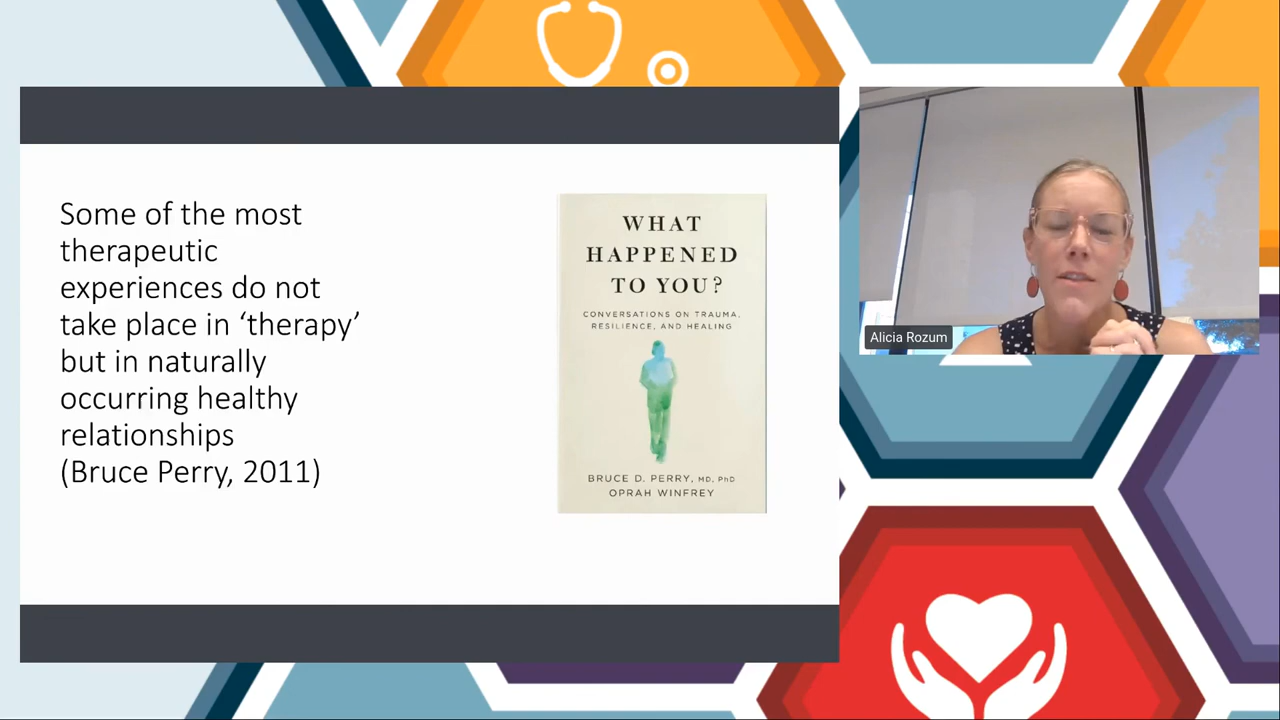 Some of the most
therapeutic
experiences do not
take place in ‘therapy’
but in naturally
occurring healthy
relationships
(Bruce Perry, 2011)
WHAT
HAPPENED
TO YOU?
CONVERSATIONS ON TRAUMA,
RESILIENCE, AND HEALING
BRUCE D. PERRY, MD, PhD
OPRAH WINFREY
Alicia Rozum